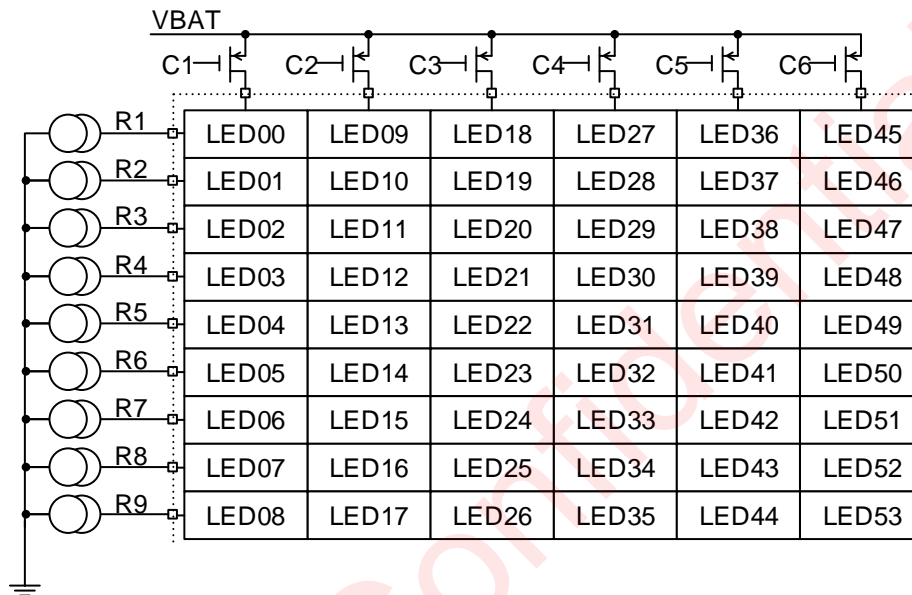 VBAT
C1 C2 C3 C4 C5 C6
R1 LED00 LED09 LED18 LED27 LED36 LED45
R2 LED01 LED10 LED19 LED28 LED37 LED46
R3 LED02 LED11 LED20 LED29 LED38 LED47
R4 LED03 LED12 LED21 LED30 LED39 LED48
R5 LED04 LED13 LED22 LED31 LED40 LED49
R6 LED05 LED14 LED23 LED32 LED41 LED50
R7 LED06 LED15 LED24 LED33 LED42 LED51
R8 LED07 LED16 LED25 LED34 LED43 LED52
R9 LED08 LED17 LED26 LED35 LED44 LED53
Confidential